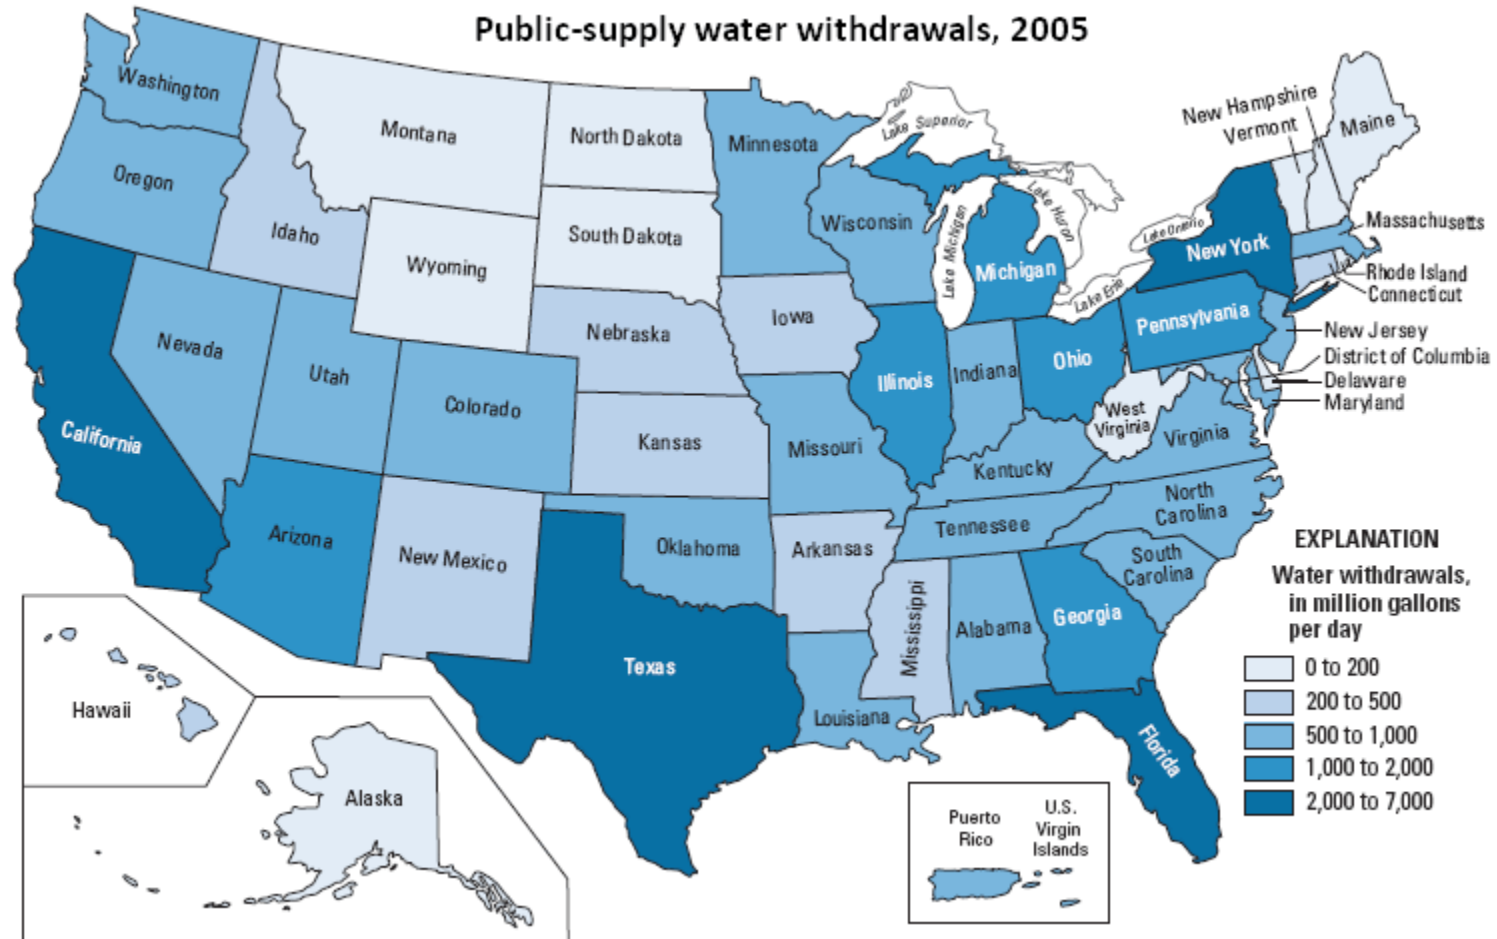 Public-supply water withdrawals, 2005
Washington
Montana
North Dakota
Minnesota
Lake Superior
New Hampshire
Vermont
Maine
Oregon
Idaho
Wyoming
South Dakota
Wisconsin
Lake Michigan
Lake Huron
Michigan
Lake Ontario
New York
Massachusetts
Rhode Island
Connecticut
Lake Erie
Pennsylvania
New Jersey
District of Columbia
Delaware
Maryland
Nevada
Utah
Colorado
Nebraska
Iowa
Illinois
Indiana
Ohio
West
Virginia
Virginia
California
Kansas
Missouri
Kentucky
Arizona
New Mexico
Oklahoma
Arkansas
Tennessee
North
Carolina
South
Carolina
Texas
Louisiana
Mississippi
Alabama
Georgia
Florida
Hawaii
Alaska
Puerto
Rico
U.S.
Virgin
Islands
EXPLANATION
Water withdrawals,
in million gallons
per day
0 to 200
200 to 500
500 to 1,000
1,000 to 2,000
2,000 to 7,000